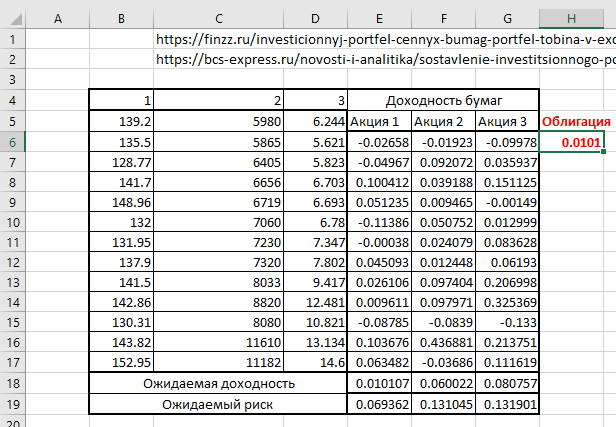 A B C D E F G H
1 https://finzz.ru/investicionnyj-portfel-cennyx-bumag-portfel-tobina-v-exc
2 https://bcs-express.ru/novosti-i-analitika/sostavlenie-investitsionnogo-po
3
4 1 2 3 Доходность бумаг
5 139.2 5980 6.244 Акция 1 Акция 2 Акция 3 Облигация
6 135.5 5865 5.621 -0.02658 -0.01923 -0.09978 0.0101
7 128.77 6405 5.823 -0.04967 0.092072 0.035937
8 141.7 6656 6.703 0.100412 0.039188 0.151125
9 148.96 6719 6.693 0.051235 0.009465 -0.00149
10 132 7060 6.78 -0.11386 0.050752 0.012999
11 131.95 7230 7.347 -0.00038 0.024079 0.083628
12 137.9 7320 7.802 0.045093 0.012448 0.06193
13 141.5 8033 9.417 0.026106 0.097404 0.206998
14 142.86 8820 12.481 0.009611 0.097971 0.325369
15 130.31 8080 10.821 -0.08785 -0.0839 -0.133
16 143.82 11610 13.134 0.103676 0.436881 0.213751
17 152.95 11182 14.6 0.063482 -0.03686 0.111619
18 Ожидаемая доходность 0.010107 0.060022 0.080757
19 Ожидаемый риск 0.069362 0.131045 0.131901
20